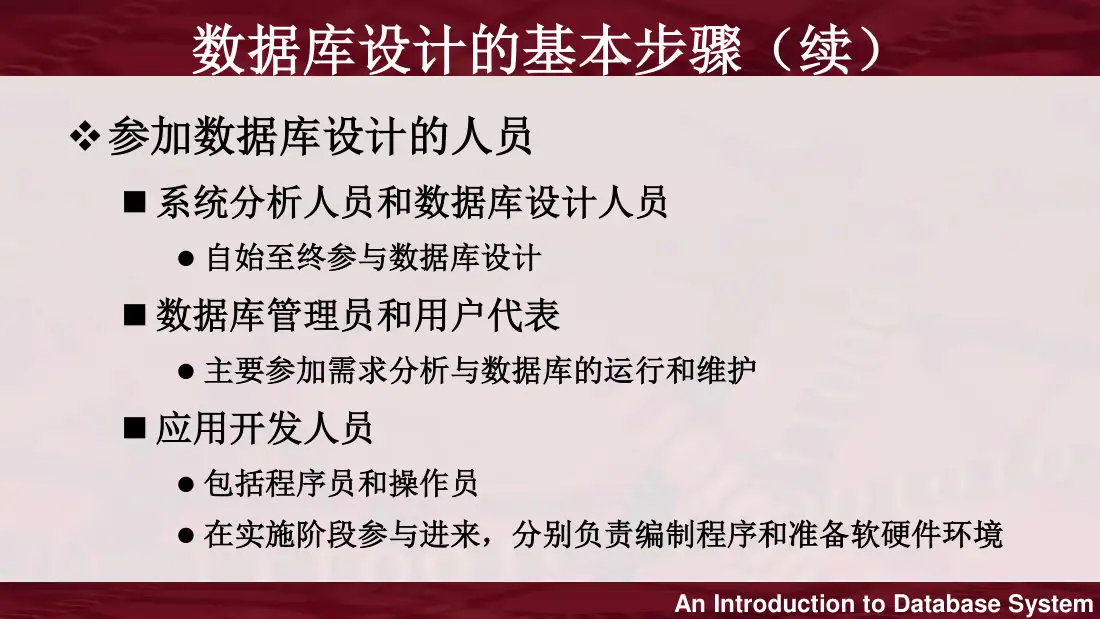 数据库设计的基本步骤（续）
❖参加数据库设计的人员
■ 系统分析人员和数据库设计人员
● 自始至终参与数据库设计
■ 数据库管理员和用户代表
● 主要参加需求分析与数据库的运行和维护
■ 应用开发人员
● 包括程序员和操作员
● 在实施阶段参与进来，分别负责编制程序和准备软硬件环境
An Introduction to Database System